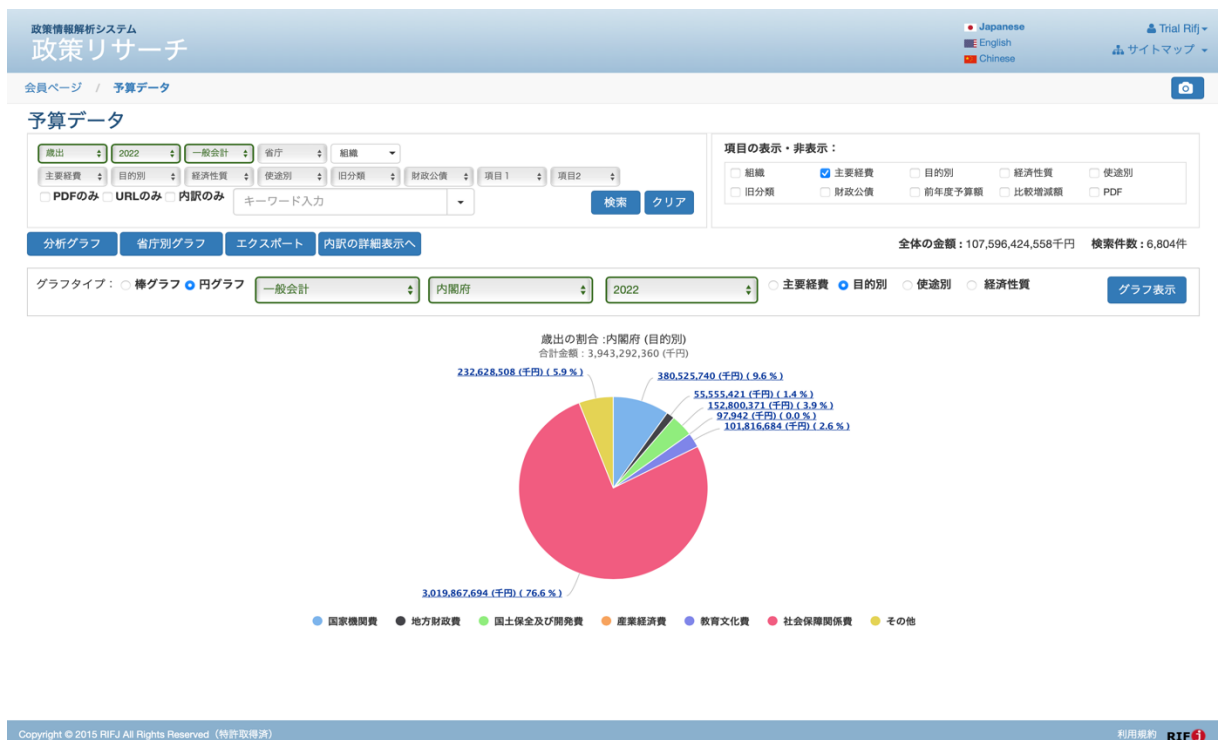 政策情報解析システム
政策リサーチ
Japanese
English
Chinese
Trial Rifj
サイトマップ
会員ページ / 予算データ
予算データ
歳出 2022 一般会計 省庁 組織
主要経費 目的別 経済性質 使途別 旧分類 財政公債 項目1 項目2
PDFのみ URLのみ 内訳のみ キーワード入力 検索 クリア
項目の表示・非表示：
組織 主要経費 目的別 経済性質 使途別
旧分類 財政公債 前年度予算額 比較増減額 PDF
分析グラフ 省庁別グラフ エクスポート 内訳の詳細表示へ
全体の金額：107,596,424,558千円 検索件数：6,804件
グラフタイプ： 棒グラフ 円グラフ 一般会計 内閣府 2022 主要経費 目的別 使途別 経済性質 グラフ表示
歳出の割合 :内閣府 (目的別)
合計金額 : 3,943,292,360 (千円)
232,628,508 (千円) ( 5.9 % )
380,525,740 (千円) ( 9.6 % )
55,555,421 (千円) ( 1.4 % )
152,800,371 (千円) ( 3.9 % )
97,942 (千円) ( 0.0 % )
101,816,684 (千円) ( 2.6 % )
3,019,867,694 (千円) ( 76.6 % )
国家機関費 地方財政費 国土保全及び開発費 産業経済費 教育文化費 社会保障関係費 その他
Copyright © 2015 RIFJ All Rights Reserved（特許取得済）
利用規約 RIFJ